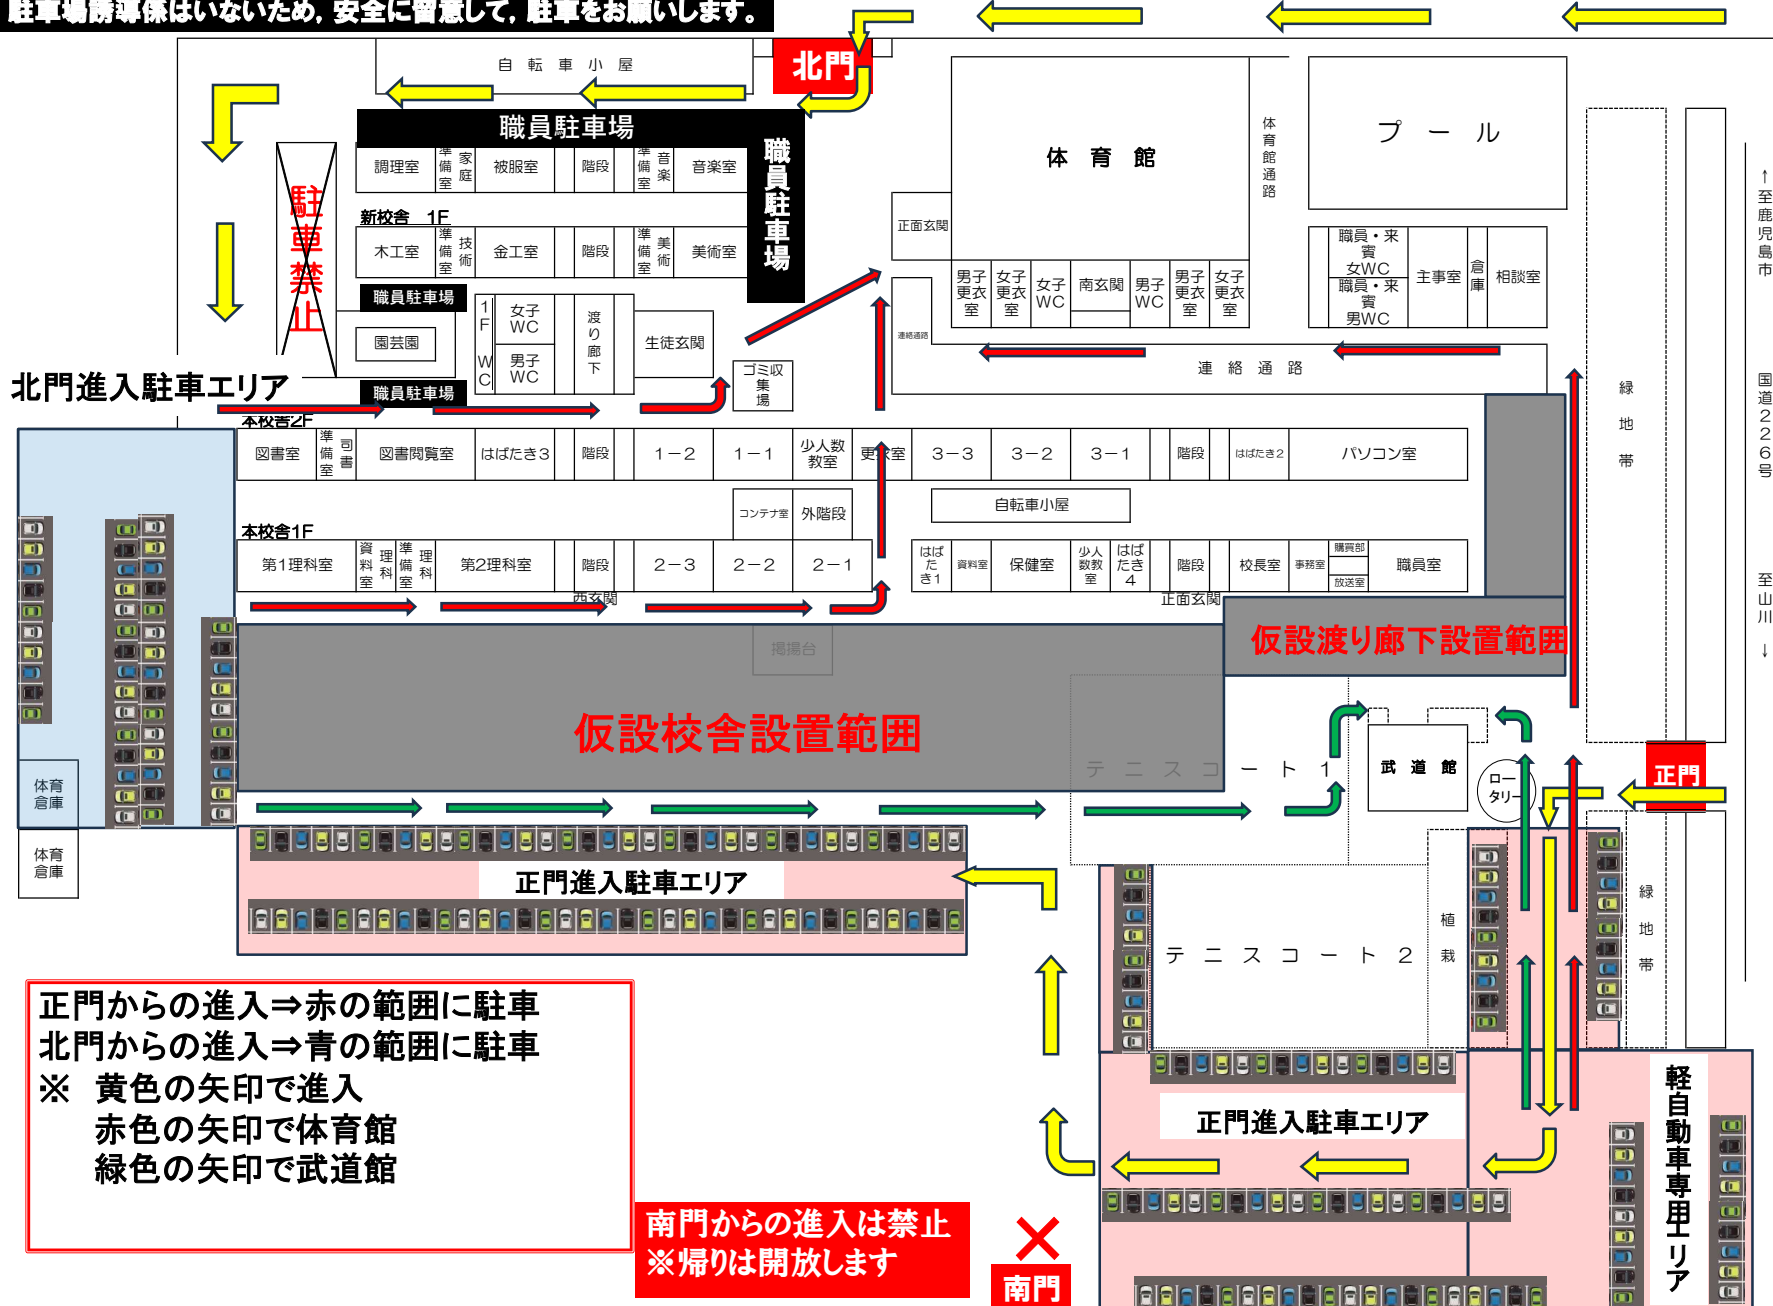 駐車場誘導係はいないため，安全に留意して，駐車をお願いします。
北門
自転車小屋
職員駐車場
職員駐車場
調理室
家庭準備室
被服室
階段
音楽準備室
音楽室
新校舎　1F
木工室
技術準備室
金工室
階段
美術準備室
美術室
駐車禁止
職員駐車場
園芸園
職員駐車場
1F WC
女子WC
男子WC
渡り廊下
生徒玄関
ゴミ収集場
体育館
体育館通路
プール
正面玄関
男子更衣室
女子更衣室
女子WC
南玄関
男子WC
男子更衣室
女子更衣室
連絡通路
連絡通路
職員・来賓女WC
職員・来賓男WC
主事室
倉庫
相談室
↑至鹿児島市
国道226号
至山川↓
緑地帯
北門進入駐車エリア
本校舎2F
図書室
司書準備室
図書閲覧室
はばたき3
階段
1－2
1－1
少人数教室
更衣室
3－3
3－2
3－1
階段
はばたき2
パソコン室
コンテナ室
外階段
自転車小屋
本校舎1F
第1理科室
理科資料室
理科準備室
第2理科室
階段
2－3
2－2
2－1
はばたき1
資料室
保健室
少人数教室
はばたき4
階段
校長室
事務室
購買部
放送室
職員室
西玄関
正面玄関
掲揚台
仮設渡り廊下設置範囲
仮設校舎設置範囲
テニスコート1
武道館
ロータリー
正門
体育倉庫
体育倉庫
正門進入駐車エリア
テニスコート2
植栽
緑地帯
正門からの進入⇒赤の範囲に駐車
北門からの進入⇒青の範囲に駐車
※　黄色の矢印で進入
赤色の矢印で体育館
緑色の矢印で武道館
正門進入駐車エリア
軽自動車専用エリア
南門からの進入は禁止
※帰りは開放します
南門